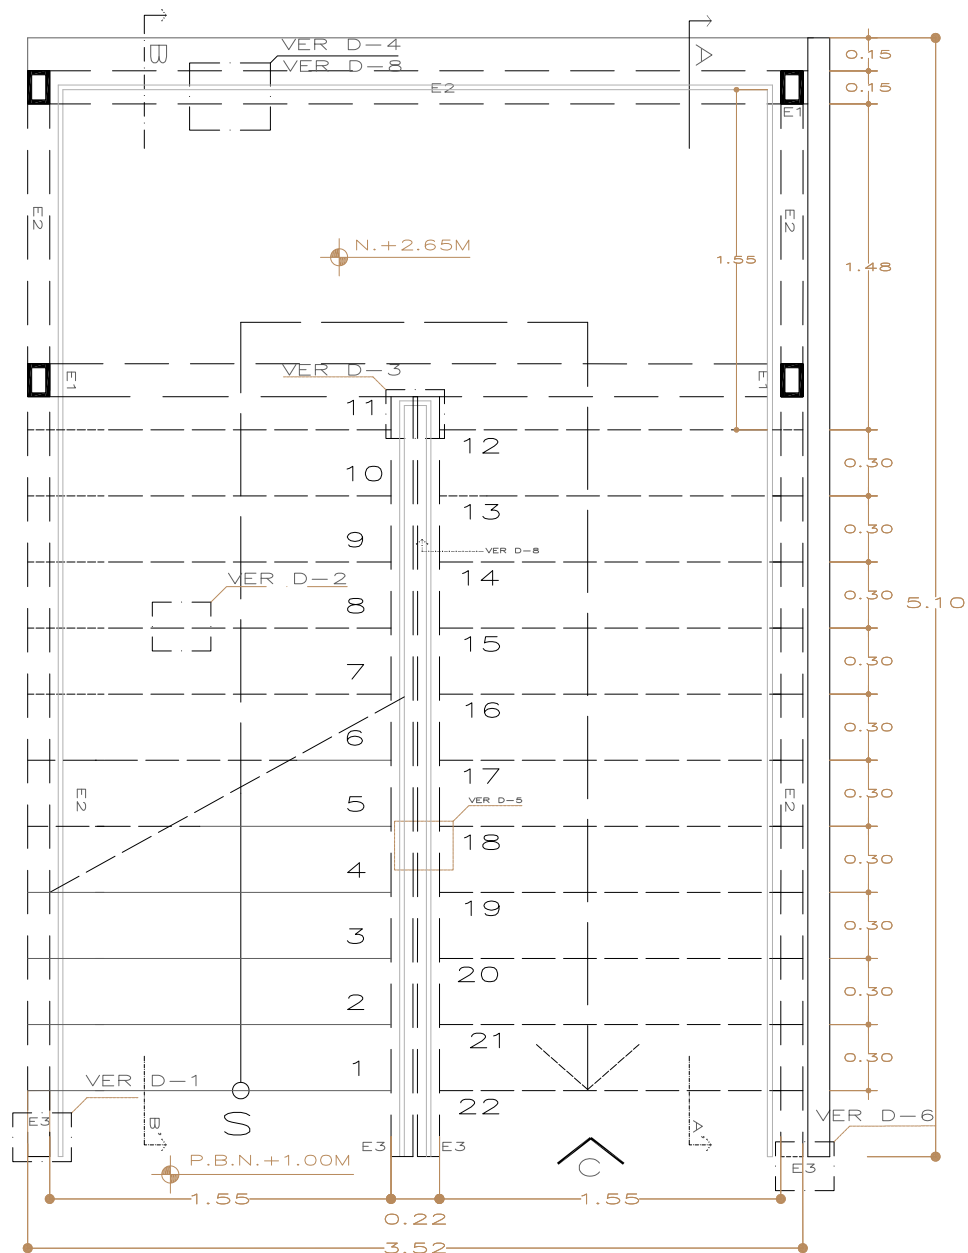 B
VER D-4
VER D-8
A
0.15
0.15
E2
E1
E2
E2
N.+2.65M
1.55
1.48
VER D-3
E1
E1
11
12
10
0.30
13
9
0.30
VER D-8
14
VER D-2
8
0.30
5.10
15
7
0.30
16
6
0.30
17
E2
5
E2
0.30
VER D-5
18
4
0.30
19
3
0.30
20
2
0.30
21
1
0.30
VER D-1
22
S
E3
B'
A'
VER D-6
E3
E3
P.B.N.+1.00M
C
E3
1.55
1.55
0.22
3.52